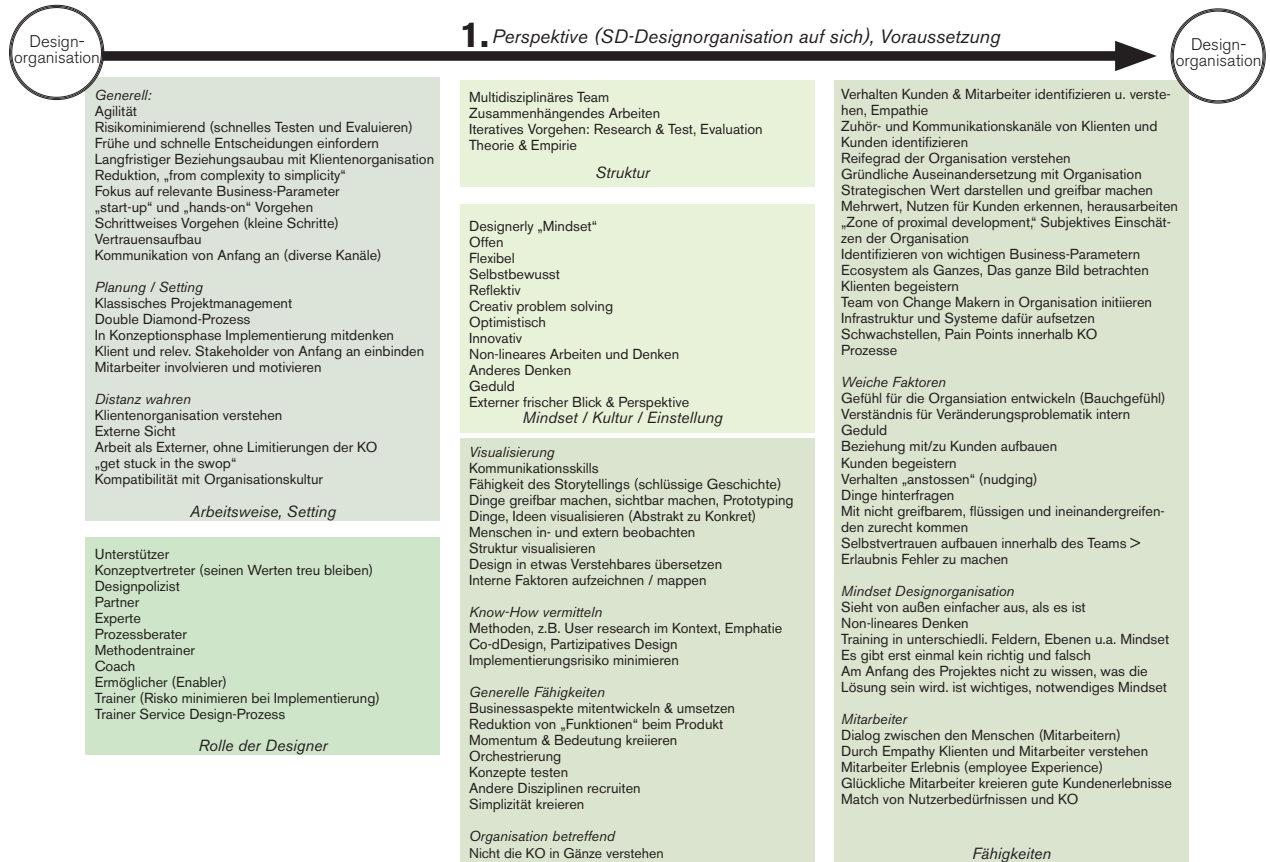 Design-
organisation
1. Perspektive (SD-Designorganisation auf sich), Voraussetzung
Design-
organisation
Generell:
Agilität
Risikominimierend (schnelles Testen und Evaluieren)
Frühe und schnelle Entscheidungen einfordern
Langfristiger Beziehungsaubau mit Klientenorganisation
Reduktion, „from complexity to simplicity“
Fokus auf relevante Business-Parameter
„start-up“ und „hands-on“ Vorgehen
Schrittweises Vorgehen (kleine Schritte)
Vertrauensaufbau
Kommunikation von Anfang an (diverse Kanäle)
Planung / Setting
Klassisches Projektmanagement
Double Diamond-Prozess
In Konzeptionsphase Implementierung mitdenken
Klient und relev. Stakeholder von Anfang an einbinden
Mitarbeiter involvieren und motivieren
Distanz wahren
Klientenorganisation verstehen
Externe Sicht
Arbeit als Externer, ohne Limitierungen der KO
„get stuck in the swop“
Kompatibilität mit Organisationskultur
Arbeitsweise, Setting
Unterstützer
Konzeptvertreter (seinen Werten treu bleiben)
Designpolizist
Partner
Experte
Prozessberater
Methodentrainer
Coach
Ermöglicher (Enabler)
Trainer (Risko minimieren bei Implementierung)
Trainer Service Design-Prozess
Rolle der Designer
Multidisziplinäres Team
Zusammenhängendes Arbeiten
Iteratives Vorgehen: Research & Test, Evaluation
Theorie & Empirie
Struktur
Designerly „Mindset“
Offen
Flexibel
Selbstbewusst
Reflektiv
Creativ problem solving
Optimistisch
Innovativ
Non-lineares Arbeiten und Denken
Anderes Denken
Geduld
Externer frischer Blick & Perspektive
Mindset / Kultur / Einstellung
Visualisierung
Kommunikationsskills
Fähigkeit des Storytellings (schlüssige Geschichte)
Dinge greifbar machen, sichtbar machen, Prototyping
Dinge, Ideen visualisieren (Abstrakt zu Konkret)
Menschen in- und extern beobachten
Struktur visualisieren
Design in etwas Verstehbares übersetzen
Interne Faktoren aufzeichnen / mappen
Know-How vermitteln
Methoden, z.B. User research im Kontext, Emphatie
Co-dDesign, Partizipatives Design
Implementierungsrisiko minimieren
Generelle Fähigkeiten
Businessaspekte mitentwickeln & umsetzen
Reduktion von „Funktionen“ beim Produkt
Momentum & Bedeutung kreiieren
Orchestrierung
Konzepte testen
Andere Disziplinen recruiten
Simplizität kreieren
Organisation betreffend
Nicht die KO in Gänze verstehen
Verhalten Kunden & Mitarbeiter identifizieren u. verste-
hen, Empathie
Zuhör- und Kommunikationskanäle von Klienten und
Kunden identifizieren
Reifegrad der Organisation verstehen
Gründliche Auseinandersetzung mit Organisation
Strategischen Wert darstellen und greifbar machen
Mehrwert, Nutzen für Kunden erkennen, herausarbeiten
„Zone of proximal development,“ Subjektives Einschät-
zen der Organisation
Identifizieren von wichtigen Business-Parametern
Ecosystem als Ganzes, Das ganze Bild betrachten
Klienten begeistern
Team von Change Makern in Organisation initiieren
Infrastruktur und Systeme dafür aufsetzen
Schwachstellen, Pain Points innerhalb KO
Prozesse
Weiche Faktoren
Gefühl für die Organsiation entwickeln (Bauchgefühl)
Verständnis für Veränderungsproblematik intern
Geduld
Beziehung mit/zu Kunden aufbauen
Kunden begeistern
Verhalten „anstossen“ (nudging)
Dinge hinterfragen
Mit nicht greifbarem, flüssigen und ineinandergreifen-
den zurecht kommen
Selbstvertrauen aufbauen innerhalb des Teams >
Erlaubnis Fehler zu machen
Mindset Designorganisation
Sieht von außen einfacher aus, als es ist
Non-lineares Denken
Training in unterschiedli. Feldern, Ebenen u.a. Mindset
Es gibt erst einmal kein richtig und falsch
Am Anfang des Projektes nicht zu wissen, was die
Lösung sein wird. ist wichtiges, notwendiges Mindset
Mitarbeiter
Dialog zwischen den Menschen (Mitarbeitern)
Durch Empathy Klienten und Mitarbeiter verstehen
Mitarbeiter Erlebnis (employee Experience)
Glückliche Mitarbeiter kreieren gute Kundenerlebnisse
Match von Nutzerbedürfnissen und KO
Fähigkeiten